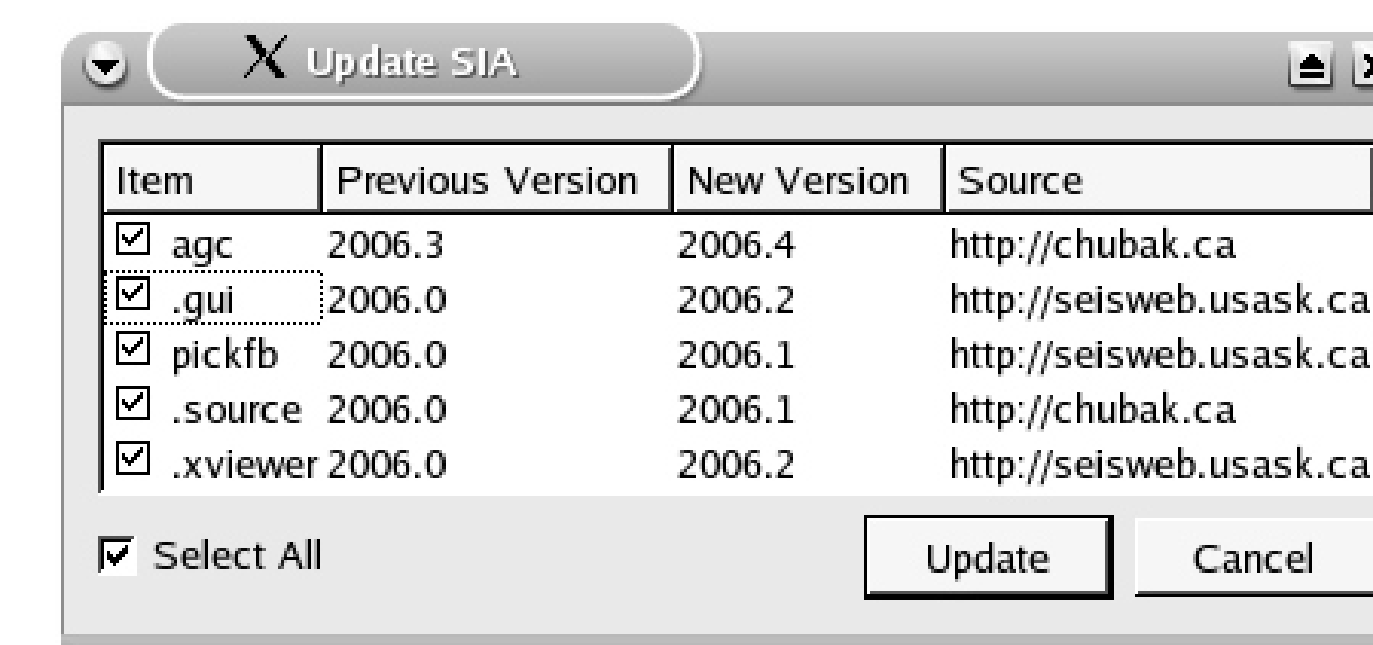 Update SIA
Item Previous Version New Version Source
agc 2006.3 2006.4 http://chubak.ca
.gui 2006.0 2006.2 http://seisweb.usask.ca
pickfb 2006.0 2006.1 http://seisweb.usask.ca
.source 2006.0 2006.1 http://chubak.ca
.xviewer 2006.0 2006.2 http://seisweb.usask.ca
Select All Update Cancel